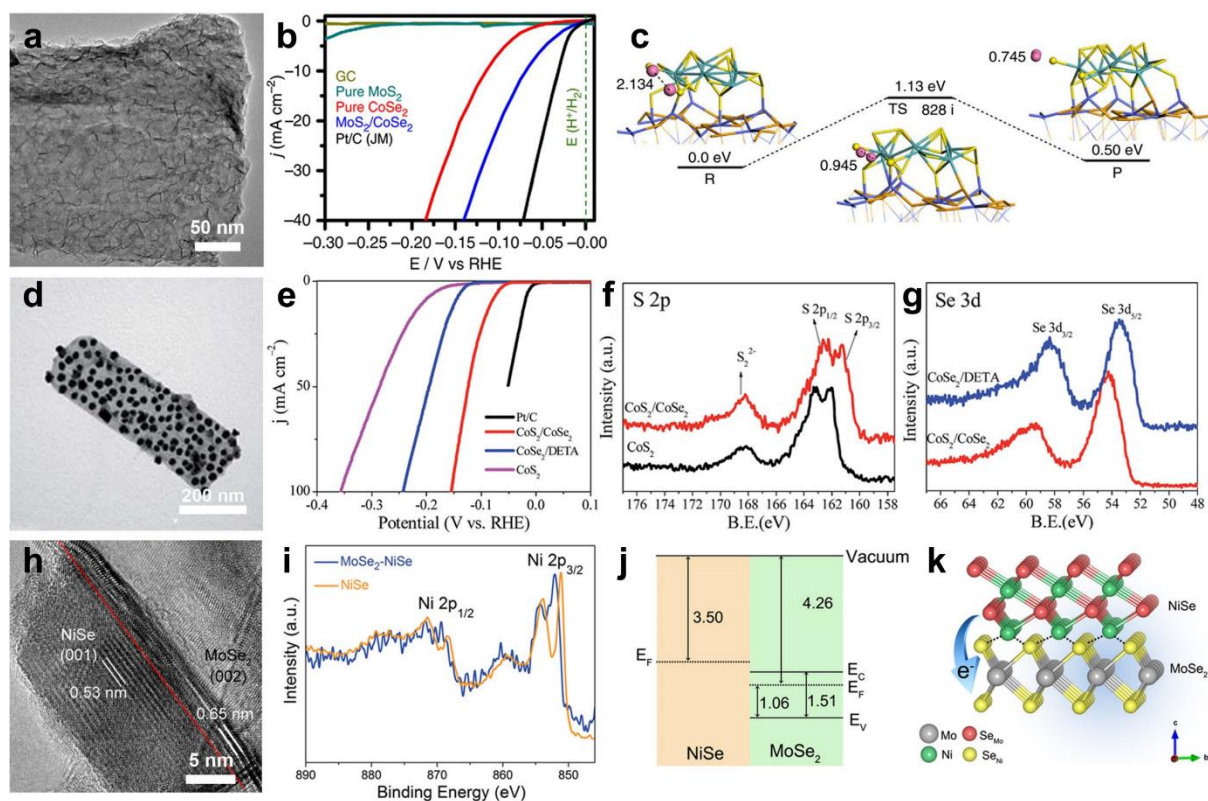 a
50 nm
b
j (mA cm⁻²)
0
−10
−20
−30
−40
GC
Pure MoS₂
Pure CoSe₂
MoS₂/CoSe₂
Pt/C (JM)
E (H⁺/H₂)
−0.30
−0.25
−0.20
−0.15
−0.10
−0.05
−0.00
E / V vs RHE
c
2.134
0.0 eV
R
1.13 eV
TS 828 i
0.945
0.745
0.50 eV
P
d
200 nm
e
j (mA cm⁻²)
0
50
100
Pt/C
CoS₂/CoSe₂
CoSe₂/DETA
CoS₂
-0.4 -0.3 -0.2 -0.1 0.0 0.1
Potential (V vs. RHE)
f
S 2p
Intensity (a.u.)
S 2p₁/₂
S 2p₃/₂
S₂²⁻
CoS₂/CoSe₂
CoS₂
176 174 172 170 168 166 164 162 160 158
B.E.(eV)
g
Se 3d
Intensity (a.u.)
Se 3d₅/₂
Se 3d₃/₂
CoSe₂/DETA
CoS₂/CoSe₂
66 64 62 60 58 56 54 52 50 48
B.E.(eV)
h
NiSe
(001)
0.53 nm
MoSe₂
(002)
0.65 nm
5 nm
i
Intensity (a.u.)
MoSe₂-NiSe
NiSe
Ni 2p₃/₂
Ni 2p₁/₂
890 880 870 860 850
Binding Energy (eV)
j
Vacuum
3.50
4.26
E_F
E_C
E_F
1.06
1.51
E_V
NiSe
MoSe₂
k
NiSe
e⁻
MoSe₂
Mo
Se_Mo
Ni
Se_Ni
c
b